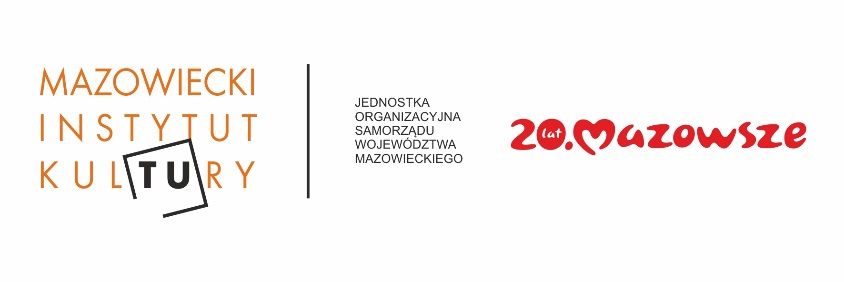 MAZOWIECKI
INSTYTUT
KULTURY
JEDNOSTKA
ORGANIZACYJNA
SAMORZĄDU
WOJEWÓDZTWA
MAZOWIECKIEGO
20 lat. Mazowsze